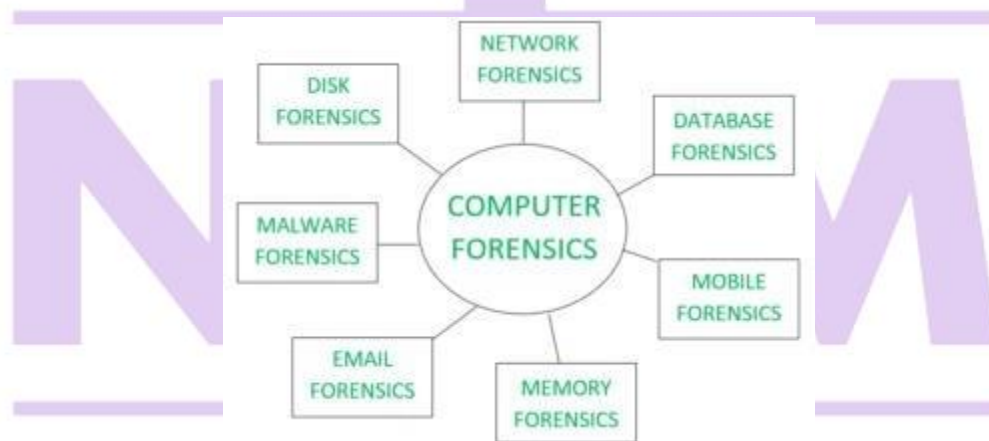 NETWORK
FORENSICS
DISK
FORENSICS
DATABASE
FORENSICS
COMPUTER
FORENSICS
MALWARE
FORENSICS
MOBILE
FORENSICS
EMAIL
FORENSICS
MEMORY
FORENSICS
N
M